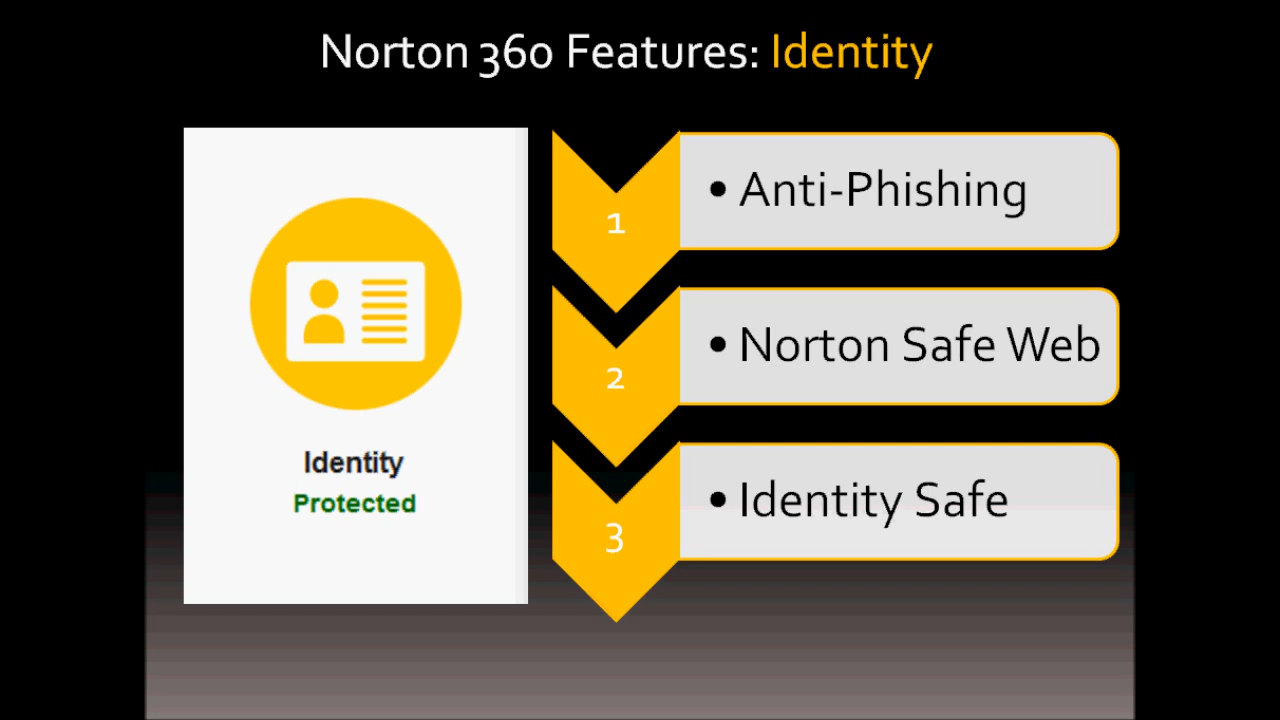 Norton 360 Features: Identity
Identity
Protected
1
• Anti-Phishing
2
• Norton Safe Web
3
• Identity Safe